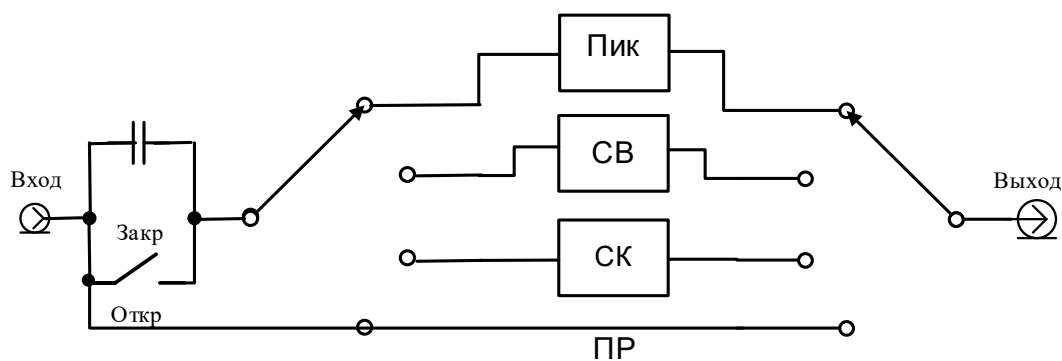 Пик
СВ
Вход
Выход
Закр
СК
Откр
ПР